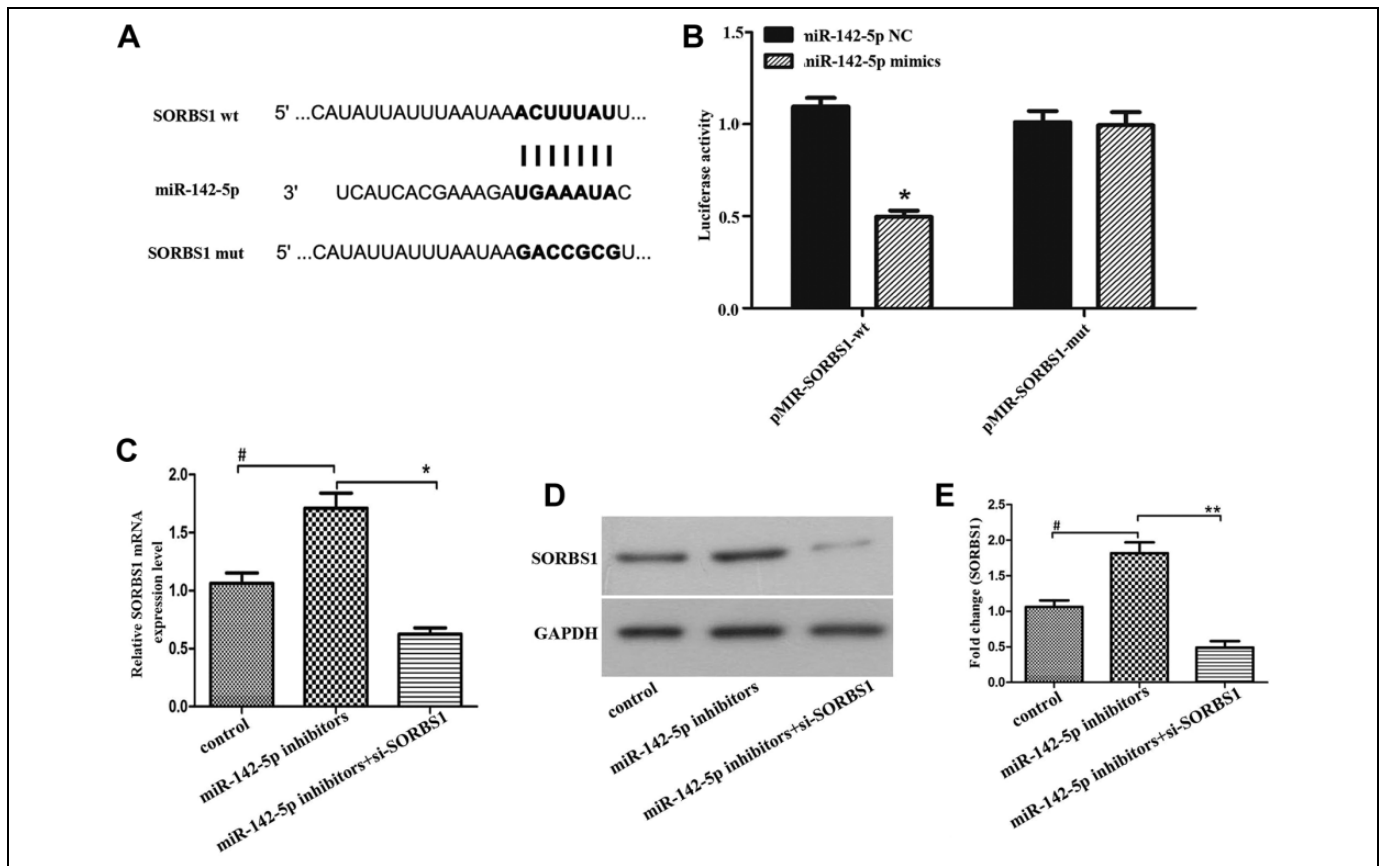 A
SORBS1 wt 5' ...CAUAUUAUUUAAUAAACUUUAUU...
miR-142-5p 3' UCAUCACGAAAGAUGAAAUAC
SORBS1 mut 5' ...CAUAUUAUUUAAUAAGACCGCGU...
B
miR-142-5p NC
miR-142-5p mimics
Luciferase activity
1.5
1.0
0.5
0.0
*
pMIR-SORBS1-wt
pMIR-SORBS1-mut
C
Relative SORBS1 mRNA
expression level
2.0
1.5
1.0
0.5
0.0
#
*
control
miR-142-5p inhibitors
miR-142-5p inhibitors+si-SORBS1
D
SORBS1
GAPDH
control
miR-142-5p inhibitors
miR-142-5p inhibitors+si-SORBS1
E
Fold change (SORBS1)
2.5
2.0
1.5
1.0
0.5
0.0
#
**
control
miR-142-5p inhibitors
miR-142-5p inhibitors+si-SORBS1